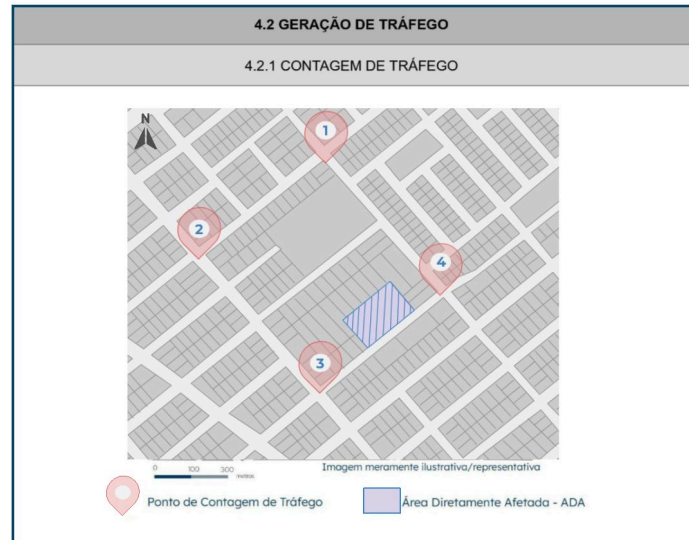 4.2 GERAÇÃO DE TRÁFEGO
4.2.1 CONTAGEM DE TRÁFEGO
N
1
2
4
3
0 100 300
metros
Imagem meramente ilustrativa/representativa
Ponto de Contagem de Tráfego
Área Diretamente Afetada - ADA